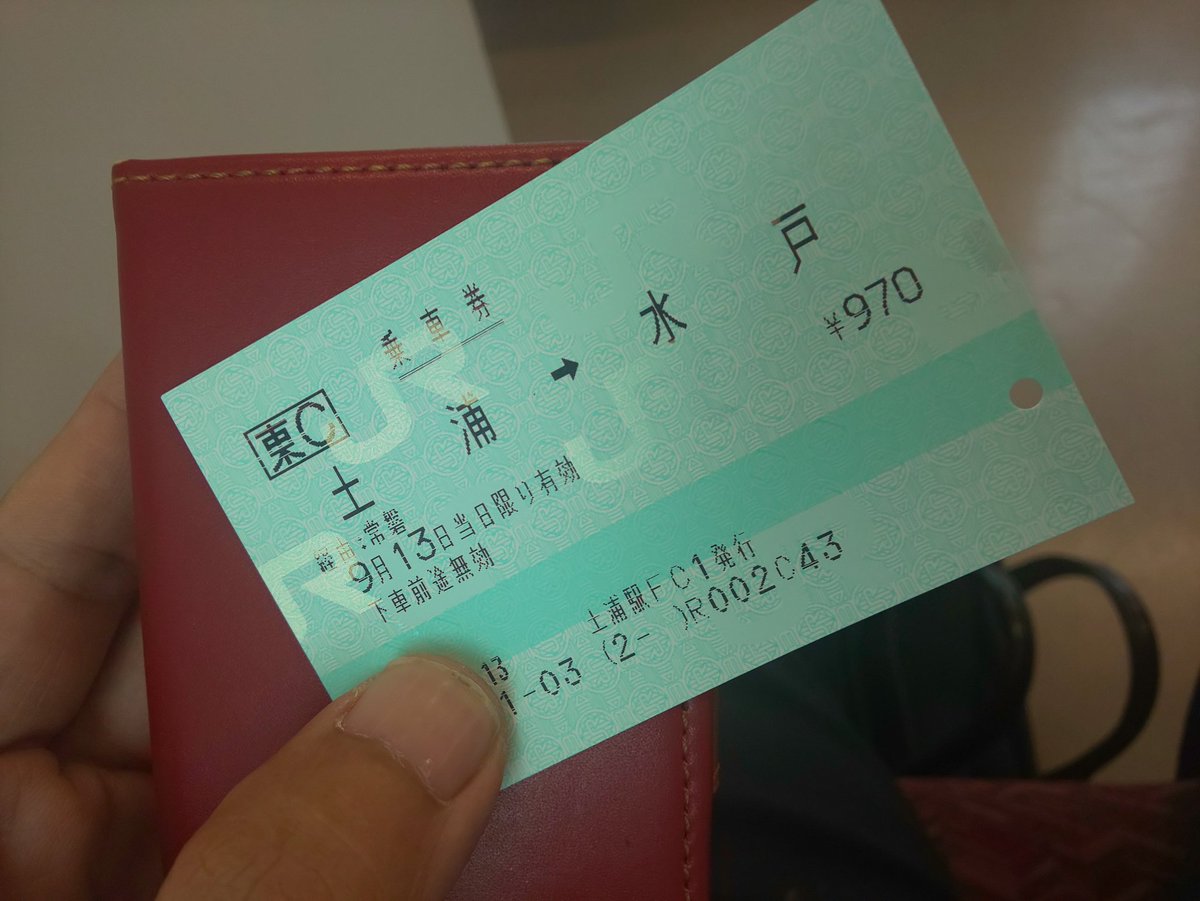 乗車券
東C
土浦 → 水戸
¥970
経由:常磐
9月13日当日限り有効
下車前途無効
土浦駅FC1発行
13
1-03 (2- )R002C43